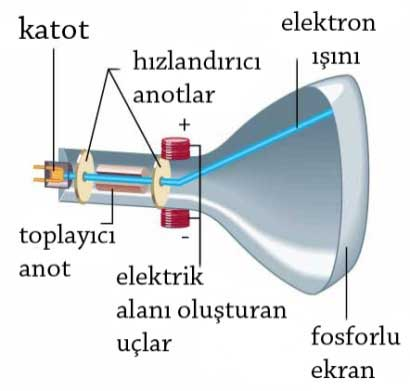 katot
elektron
ışını
hızlandırıcı
anotlar
+
-
toplayıcı
anot
elektrik
alanı oluşturan
uçlar
fosforlu
ekran